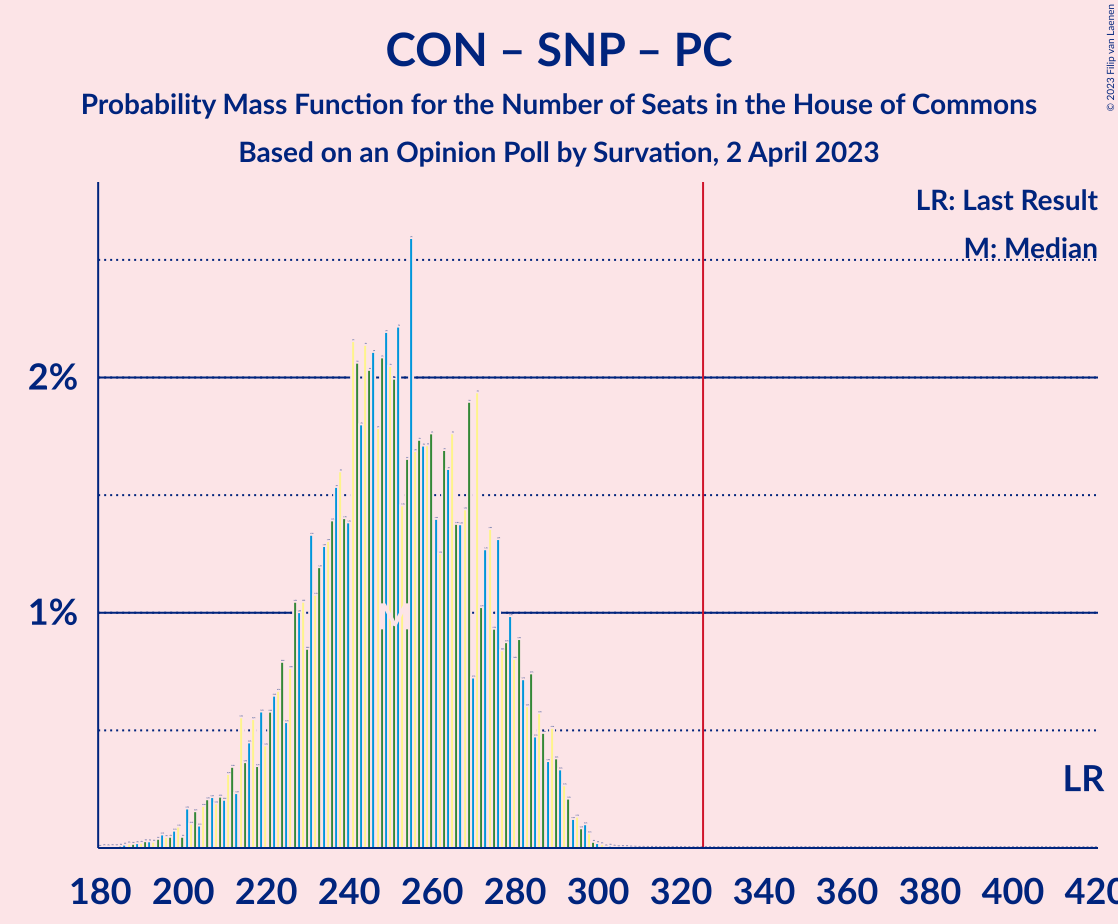 CON – SNP – PC
Probability Mass Function for the Number of Seats in the House of Commons
Based on an Opinion Poll by Survation, 2 April 2023
© 2023 Filip van Laenen
LR: Last Result
M: Median
2%
1%
M
LR
180 200 220 240 260 280 300 320 340 360 380 400 420